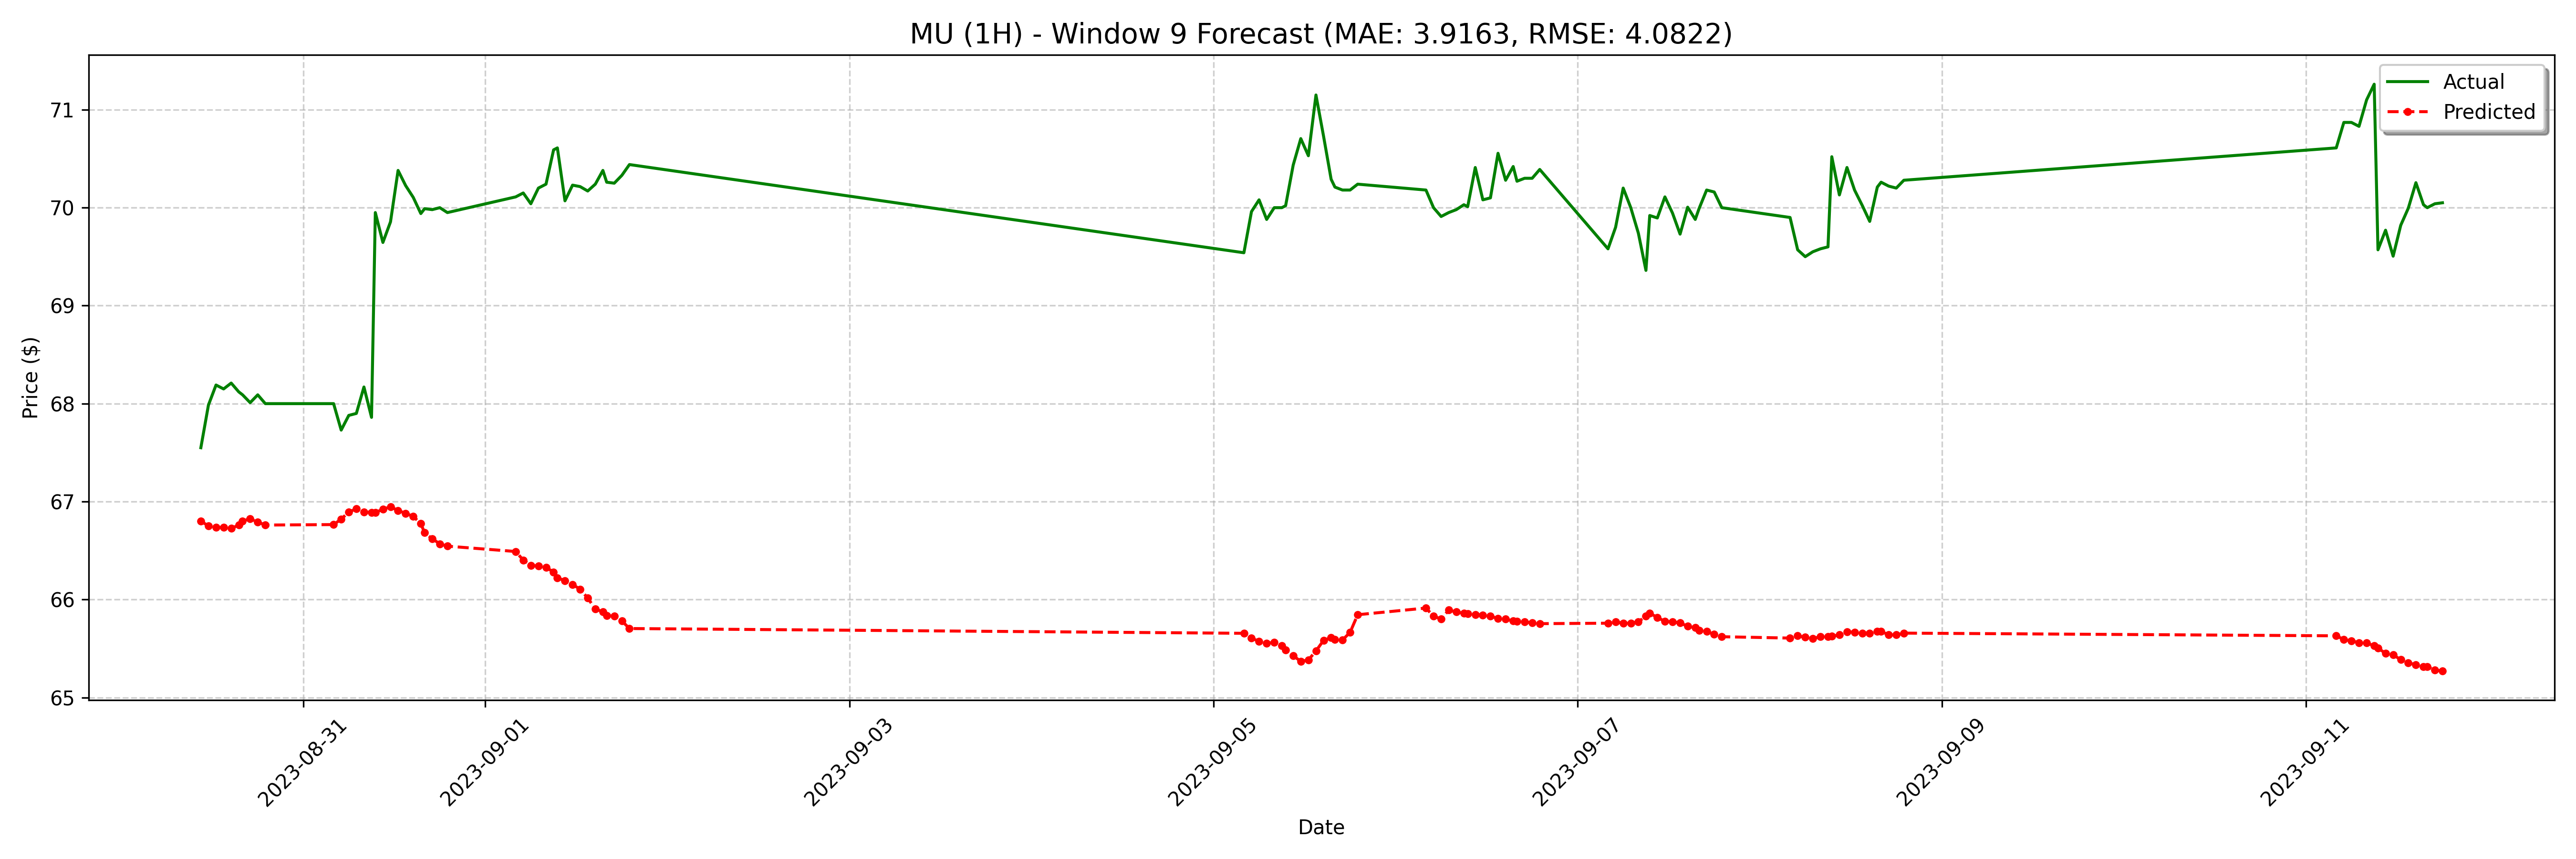 MU (1H) - Window 9 Forecast (MAE: 3.9163, RMSE: 4.0822)
Actual
Predicted
Price ($)
71
70
69
68
67
66
65
2023-08-31
2023-09-01
2023-09-03
2023-09-05
2023-09-07
2023-09-09
2023-09-11
Date